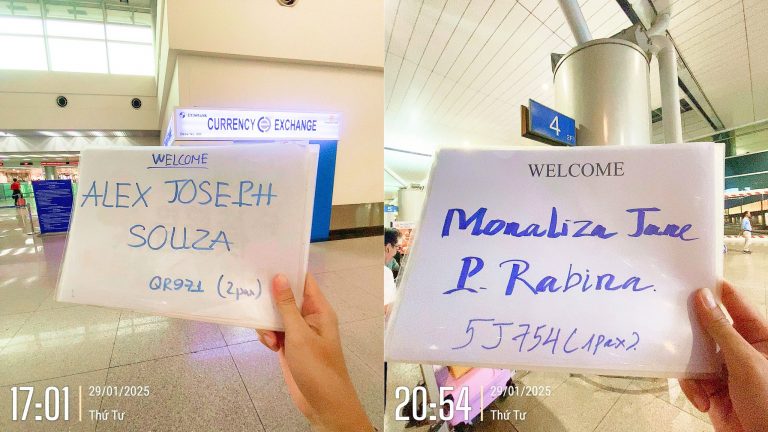 EXIMBANK
CURRENCY EXCHANGE
WELCOME
ALEX JOSEPH
SOUZA
QR971 (2pax)
17:01
29/01/2025
Thứ Tư
4
WELCOME
Monaliza Jane
P. Rabina.
5J754 (1pax).
20:54
29/01/2025
Thứ Tư